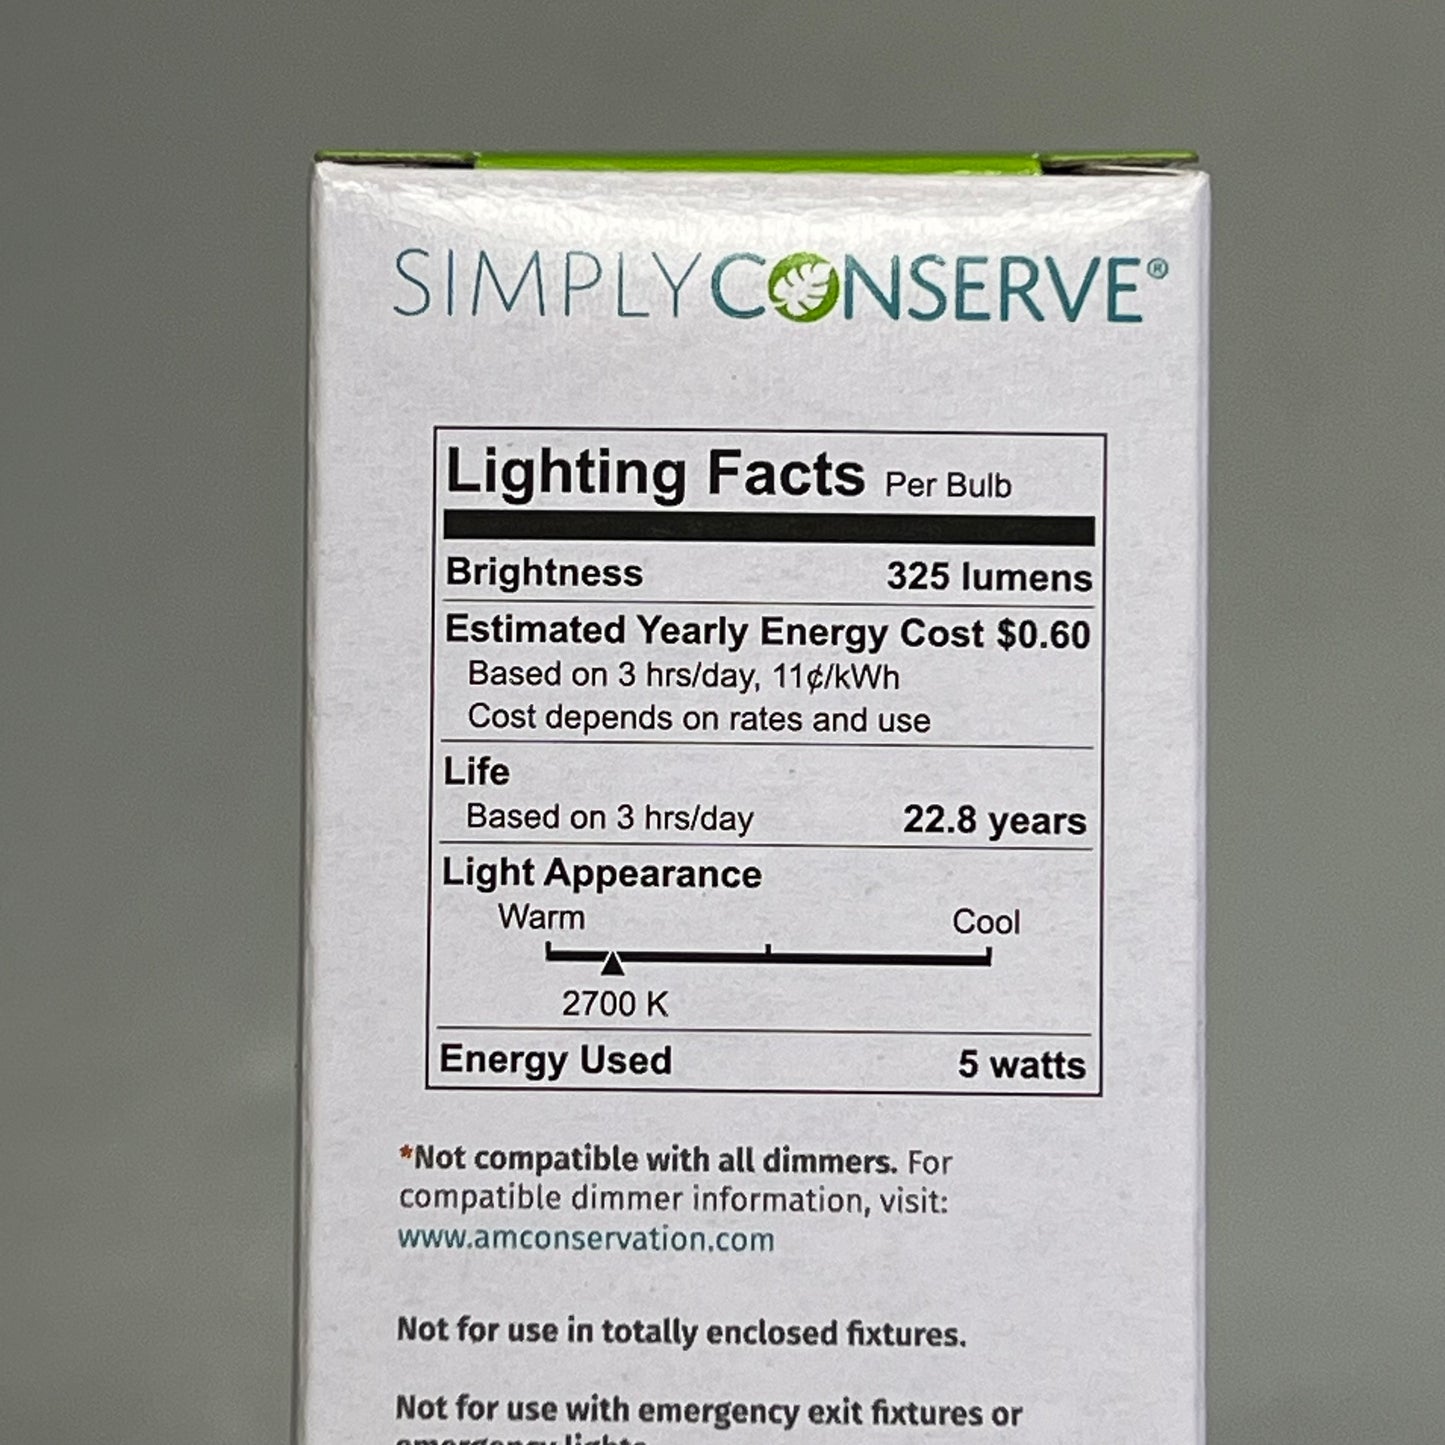 SIMPLYCONSERVE®
Lighting Facts Per Bulb
Brightness 325 lumens
Estimated Yearly Energy Cost $0.60
Based on 3 hrs/day, 11¢/kWh
Cost depends on rates and use
Life
Based on 3 hrs/day 22.8 years
Light Appearance
Warm Cool
2700 K
Energy Used 5 watts
*Not compatible with all dimmers. For
compatible dimmer information, visit:
www.amconservation.com
Not for use in totally enclosed fixtures.
Not for use with emergency exit fixtures or
emergency lights.